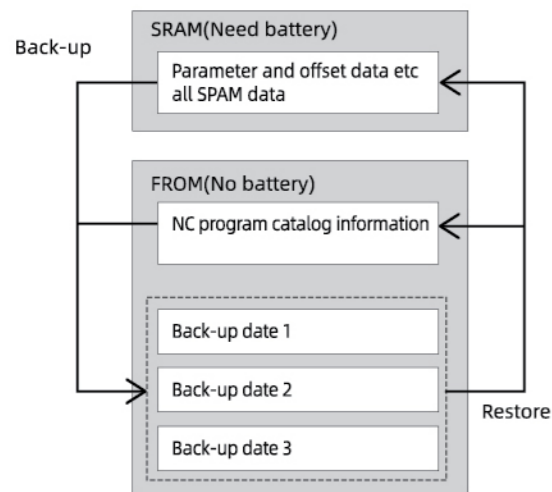 Back-up
SRAM(Need battery)
Parameter and offset data etc
all SPAM data
FROM(No battery)
NC program catalog information
Back-up date 1
Back-up date 2
Back-up date 3
Restore